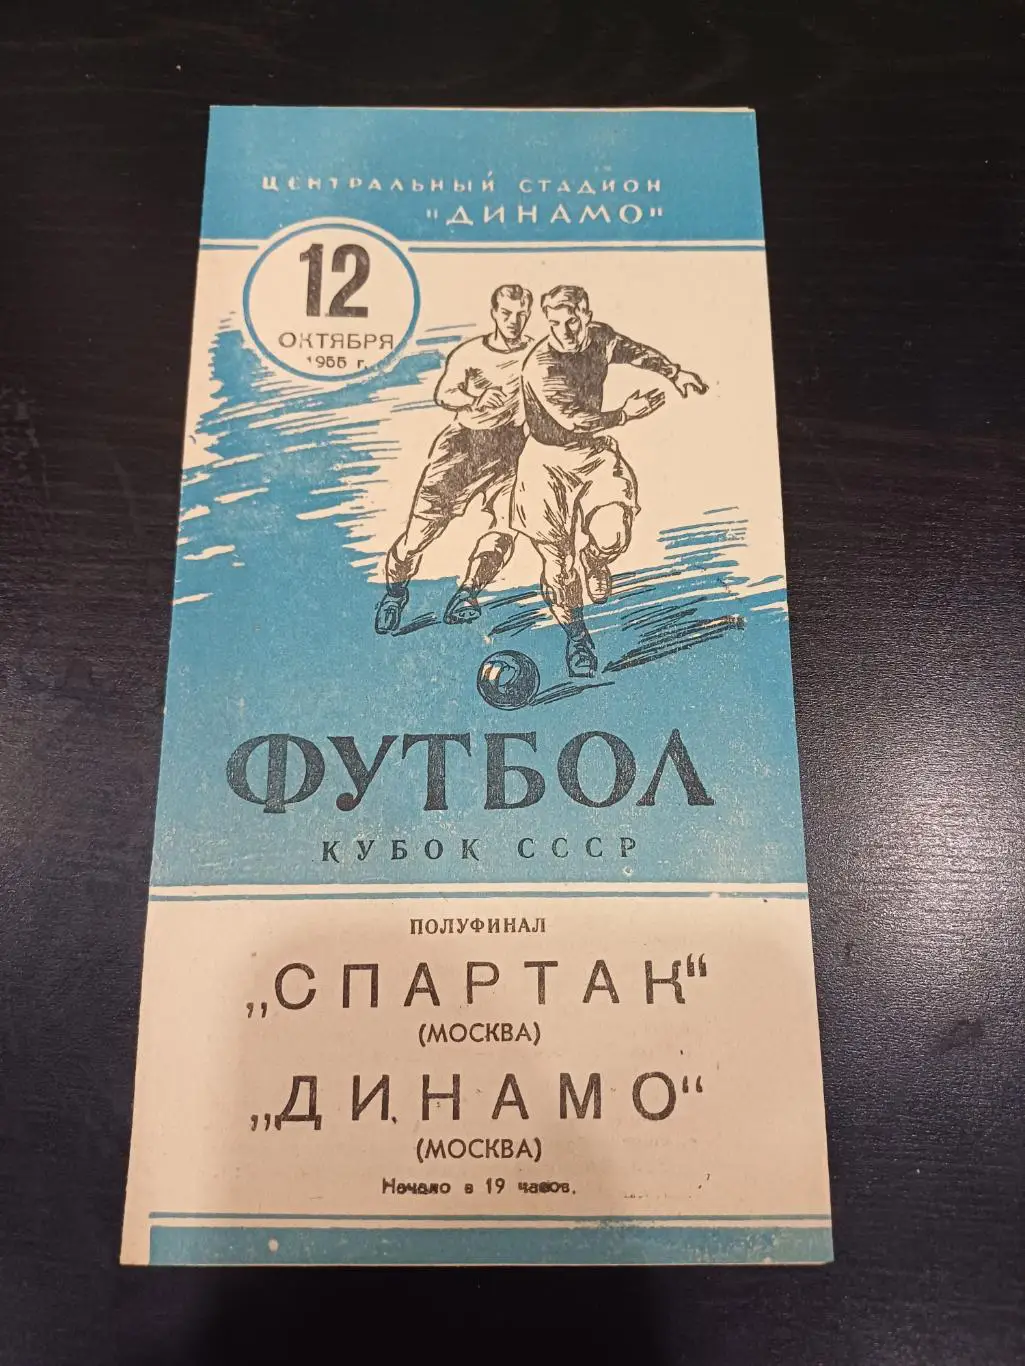 ЦЕНТРАЛЬНЫЙ СТАДИОН
"ДИНАМО"
12
ОКТЯБРЯ
1955 г.
ФУТБОЛ
КУБОК СССР
ПОЛУФИНАЛ
„СПАРТАК"
(МОСКВА)
„ДИНАМО"
(МОСКВА)
Начало в 19 часов.